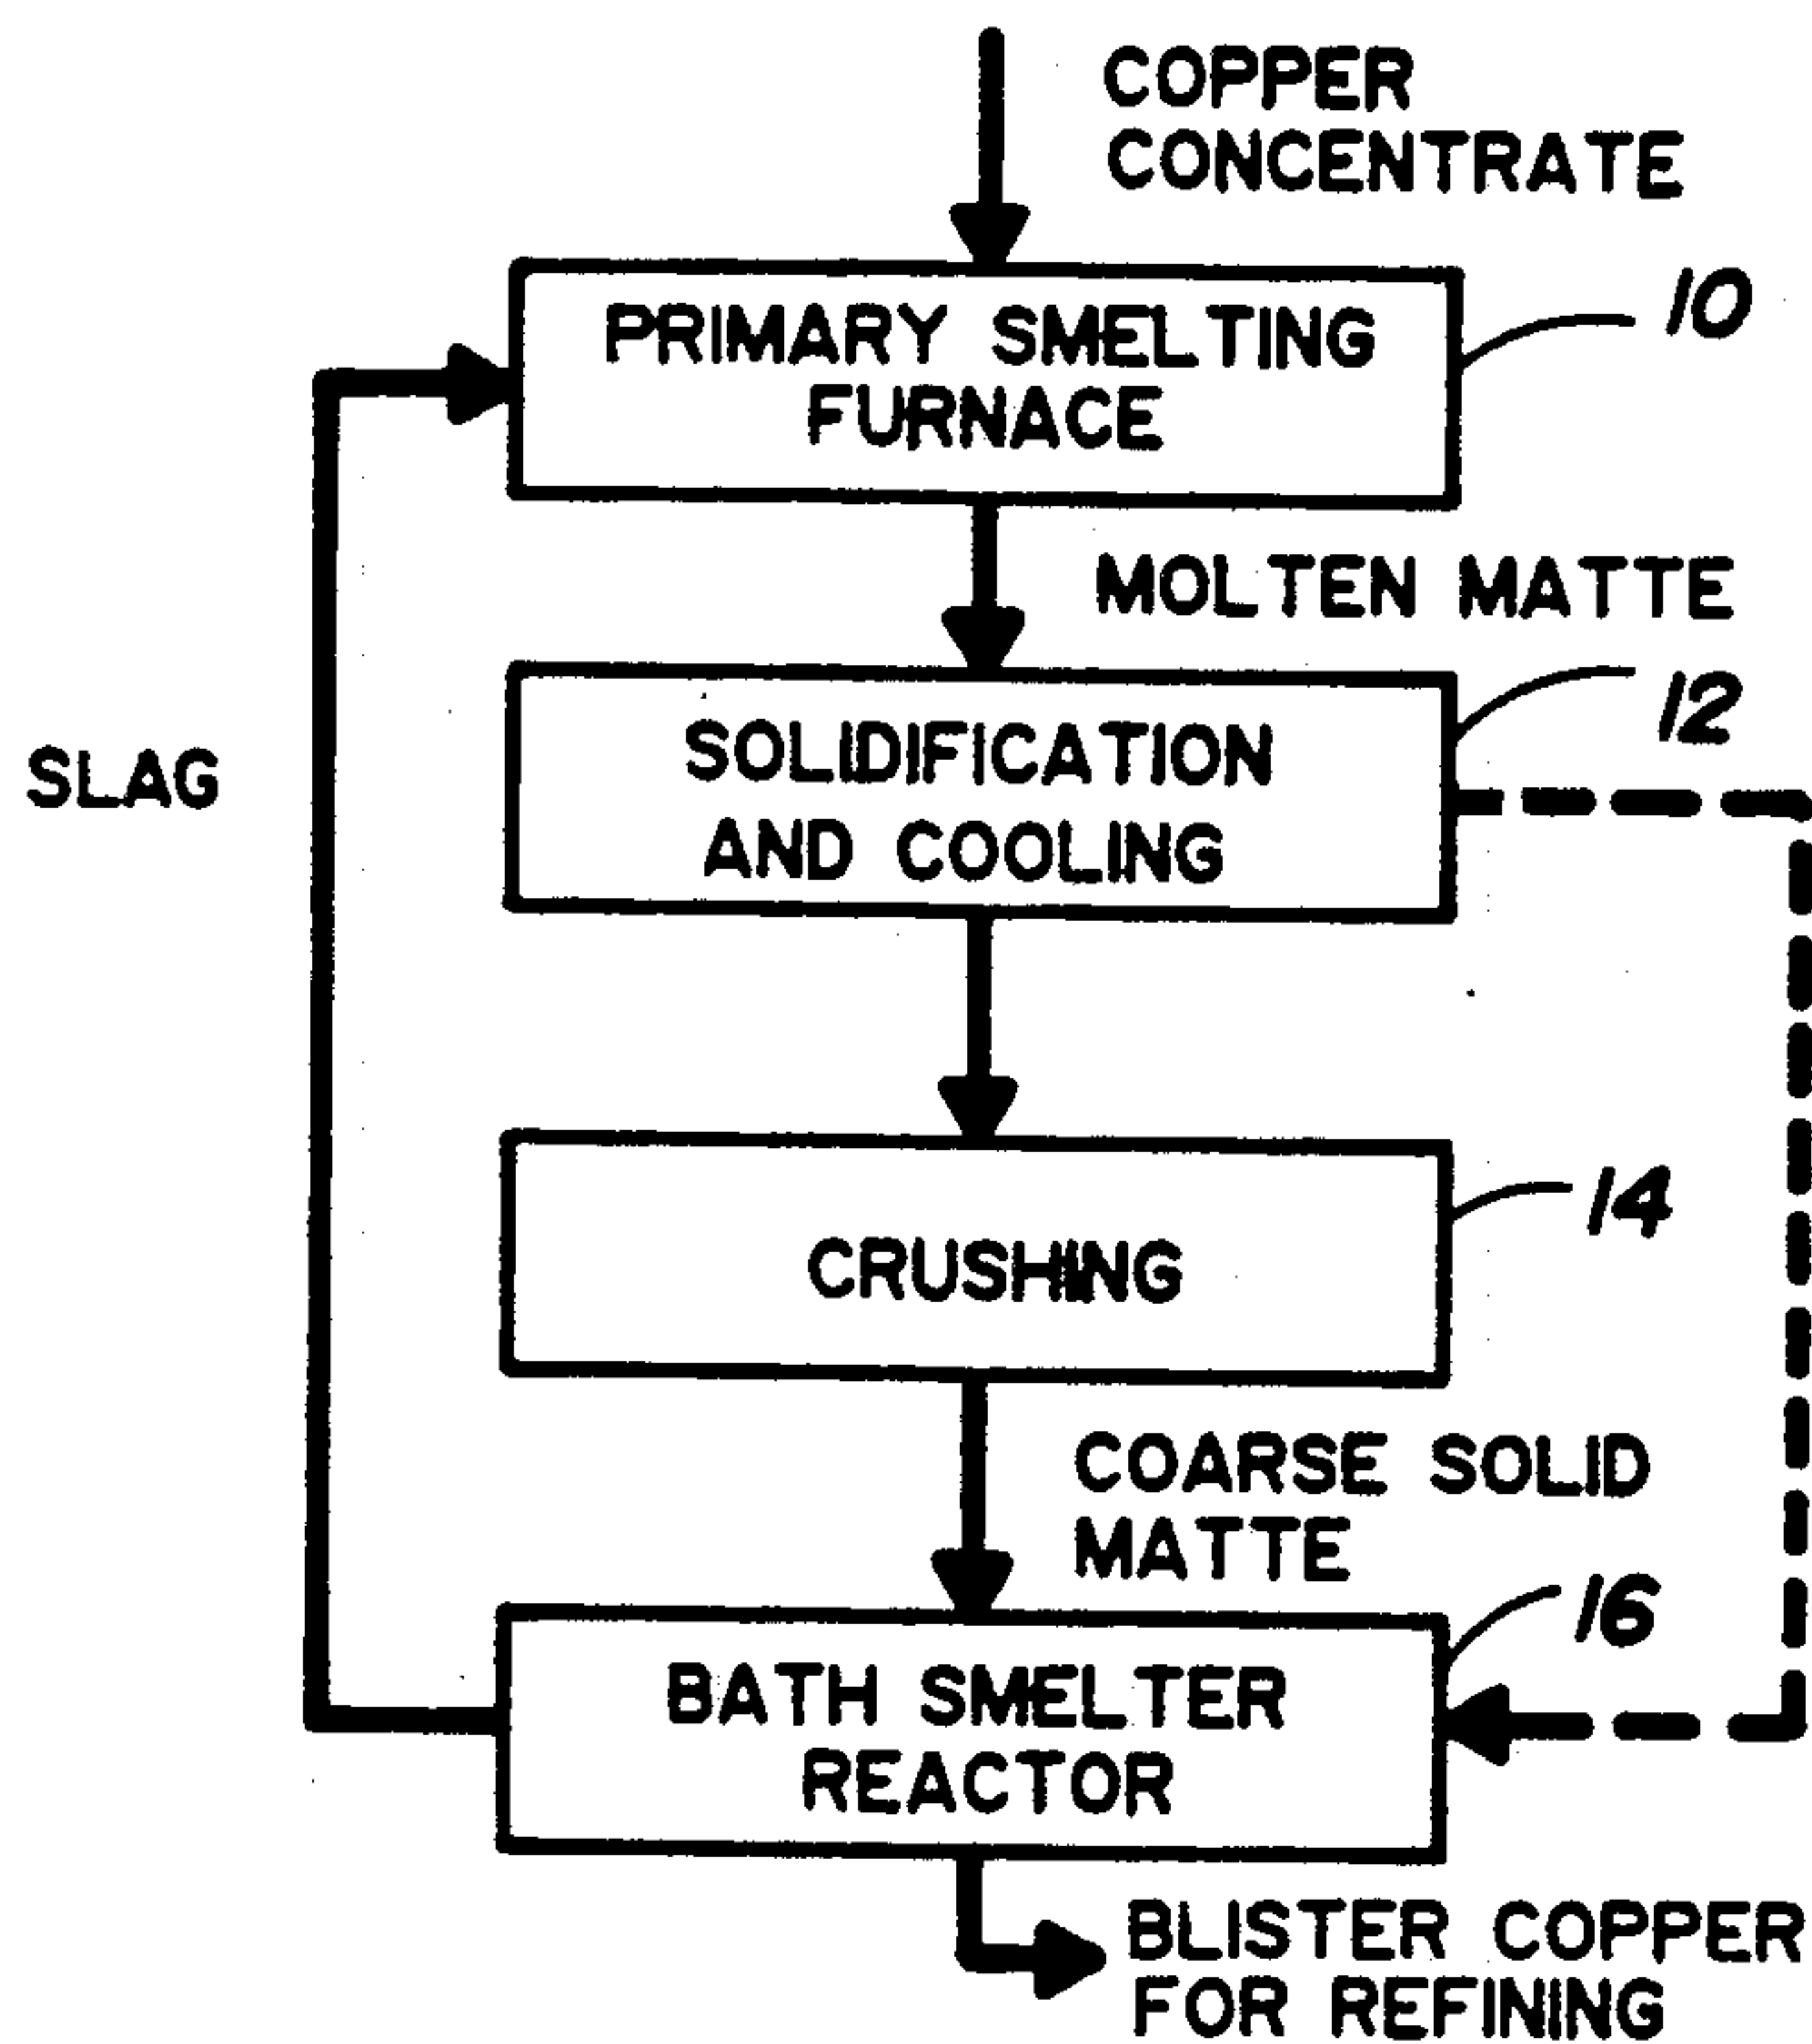 COPPER
CONCENTRATE
PRIMARY SMELTING
FURNACE
10
MOLTEN MATTE
SOLIDIFICATION
AND COOLING
12
SLAG
CRUSHING
14
COARSE SOLID
MATTE
BATH SMELTER
REACTOR
16
BLISTER COPPER
FOR REFINING